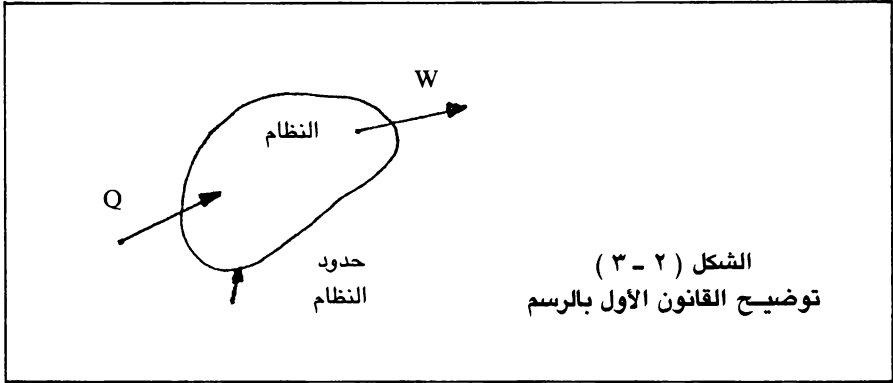 W
النظام
Q
حدود
النظام
الشكل ( ٢ - ٣ )
توضيح القانون الأول بالرسم